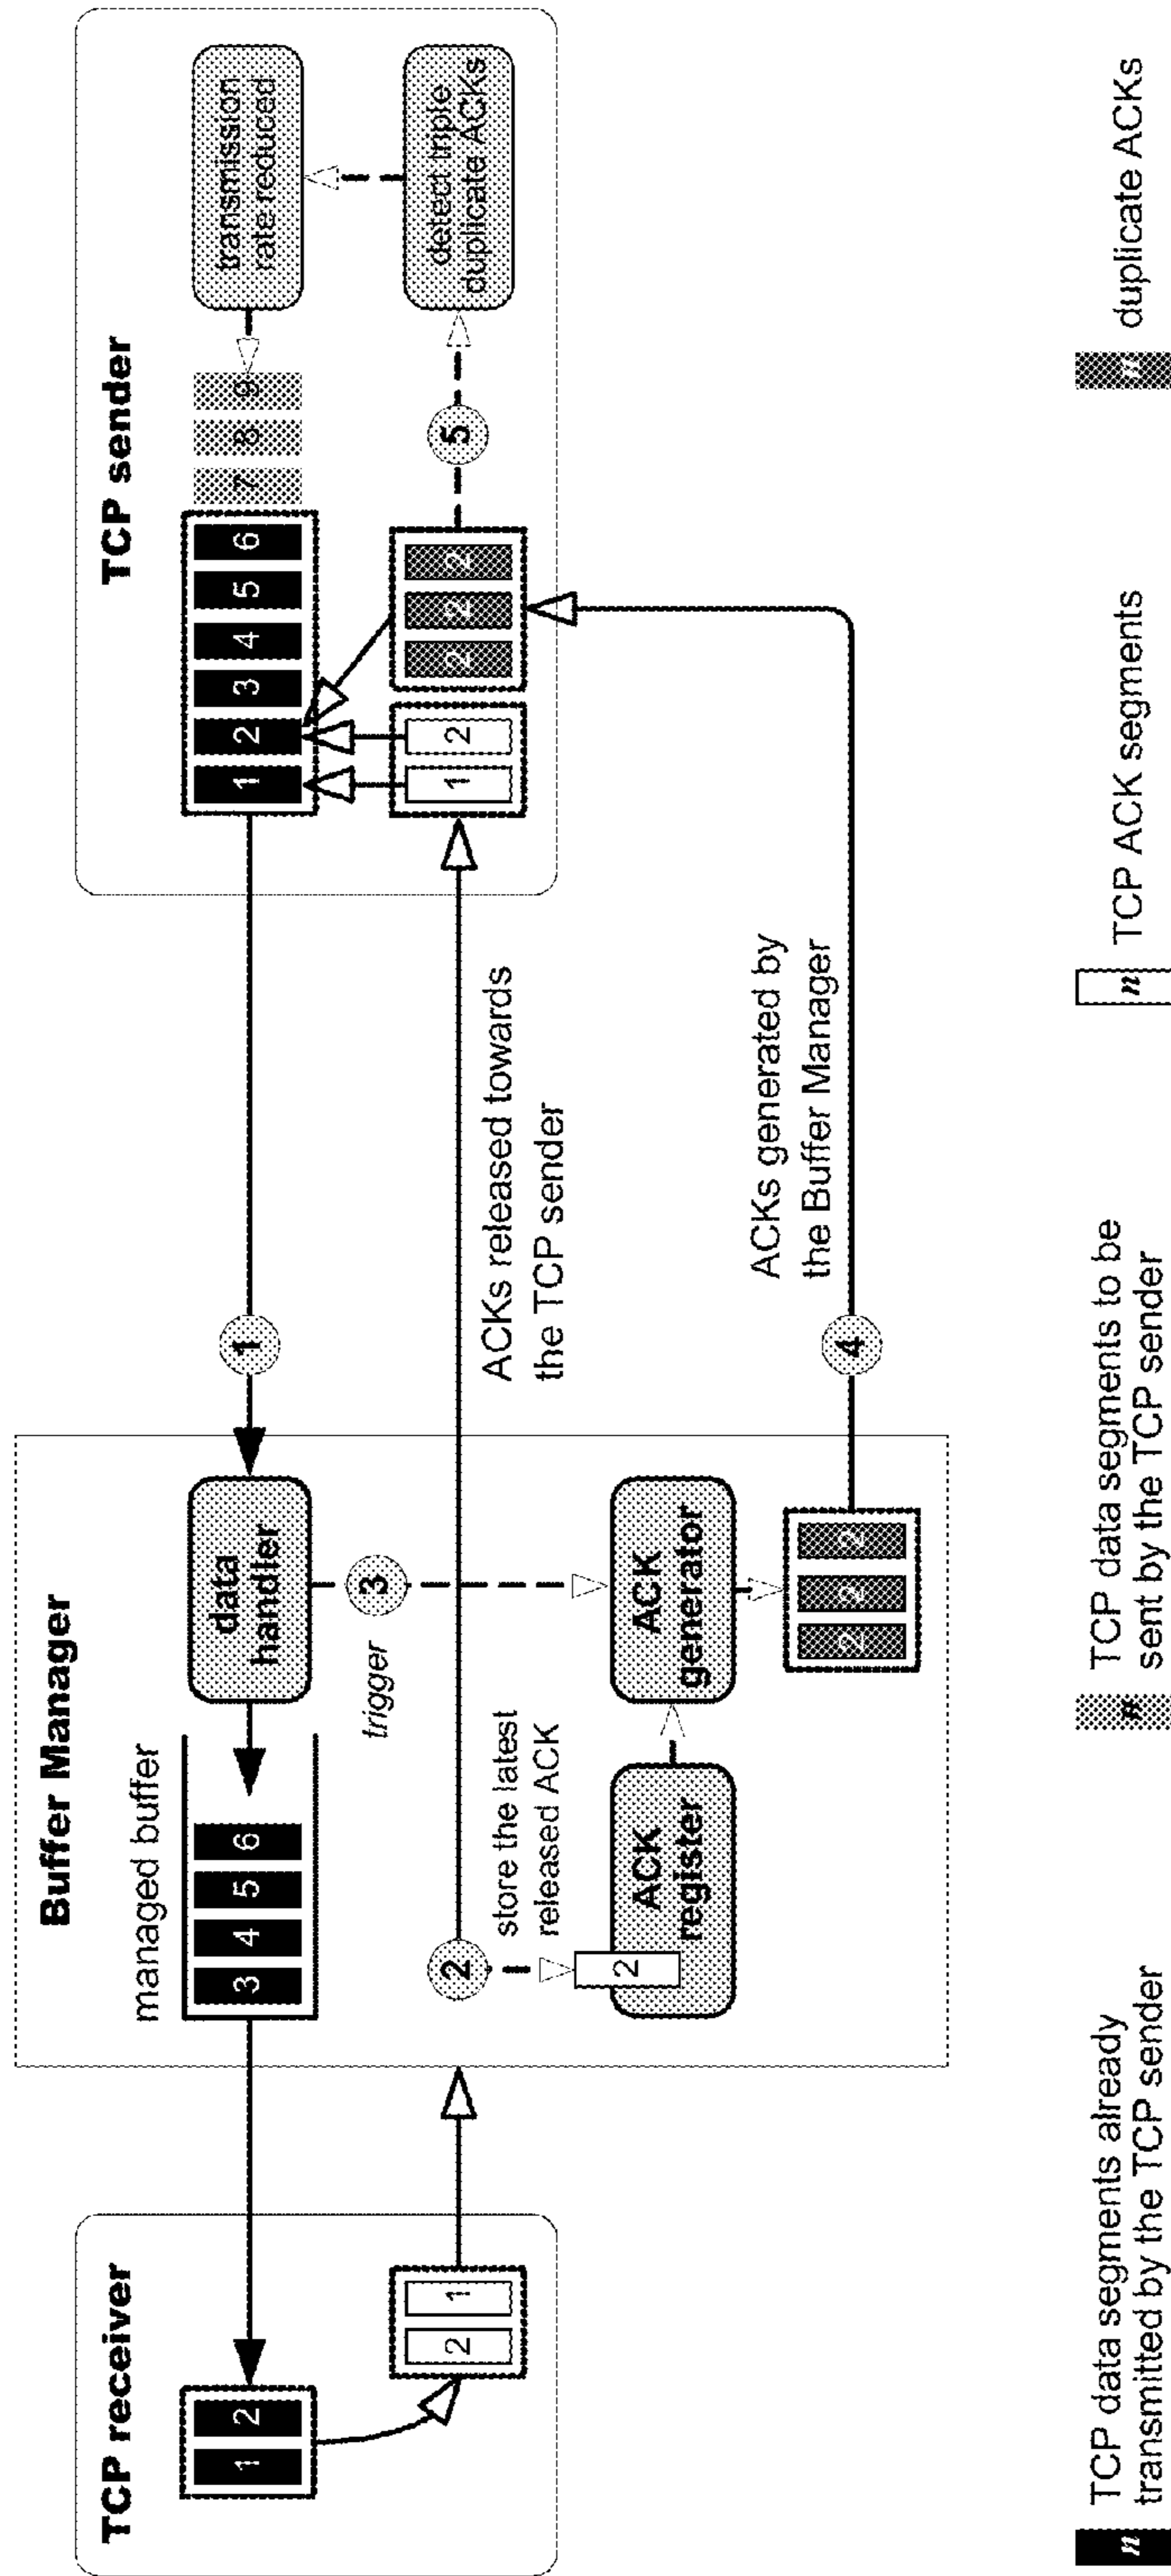 TCP receiver
1 2
2 1
Buffer Manager
managed buffer
3 4 5 6
data
handler
1
3
trigger
2
store the latest
released ACK
2
ACK
register
ACK
generator
2 2 2
ACKs released towards
the TCP sender
4
ACKs generated by
the Buffer Manager
TCP sender
1 2 3 4 5 6 7 8 9
transmission
rate reduced
1 2
2 2 2
5
detect triple
duplicate ACKs
n TCP data segments already
transmitted by the TCP sender
n TCP data segments to be
sent by the TCP sender
n TCP ACK segments
n duplicate ACKs